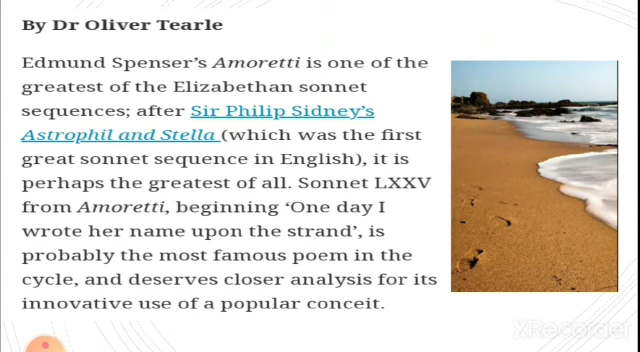 By Dr Oliver Tearle
Edmund Spenser’s Amoretti is one of the
greatest of the Elizabethan sonnet
sequences; after Sir Philip Sidney’s
Astrophil and Stella (which was the first
great sonnet sequence in English), it is
perhaps the greatest of all. Sonnet LXXV
from Amoretti, beginning ‘One day I
wrote her name upon the strand’, is
probably the most famous poem in the
cycle, and deserves closer analysis for its
innovative use of a popular conceit.
XRecorder